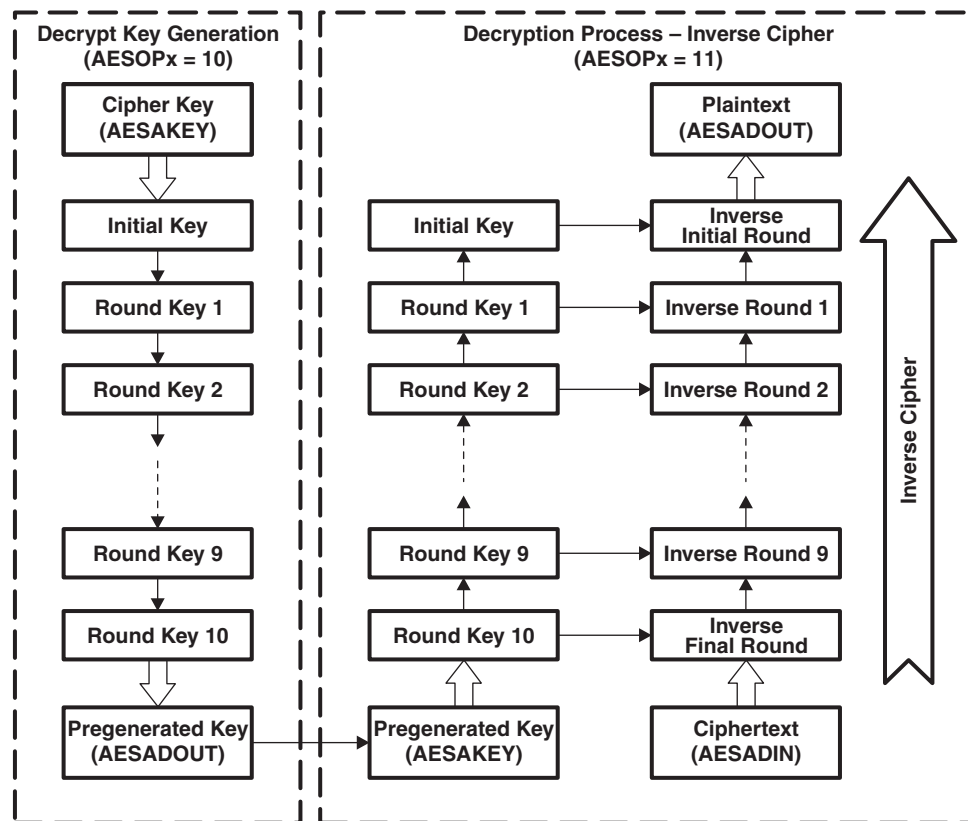 Decrypt Key Generation
(AESOPx = 10)
Cipher Key
(AESAKEY)
Initial Key
Round Key 1
Round Key 2
Round Key 9
Round Key 10
Pregenerated Key
(AESADOUT)
Decryption Process – Inverse Cipher
(AESOPx = 11)
Initial Key
Round Key 1
Round Key 2
Round Key 9
Round Key 10
Pregenerated Key
(AESAKEY)
Plaintext
(AESADOUT)
Inverse
Initial Round
Inverse Round 1
Inverse Round 2
Inverse Round 9
Inverse
Final Round
Ciphertext
(AESADIN)
Inverse Cipher